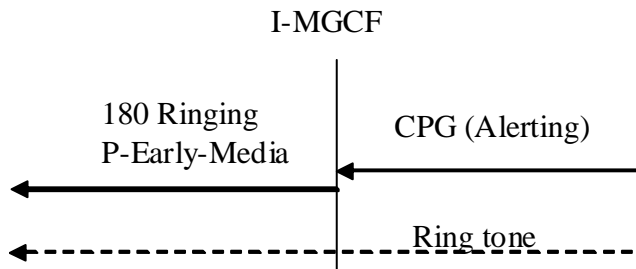 I-MGCF
180 Ringing
P-Early-Media
CPG (Alerting)
Ring tone